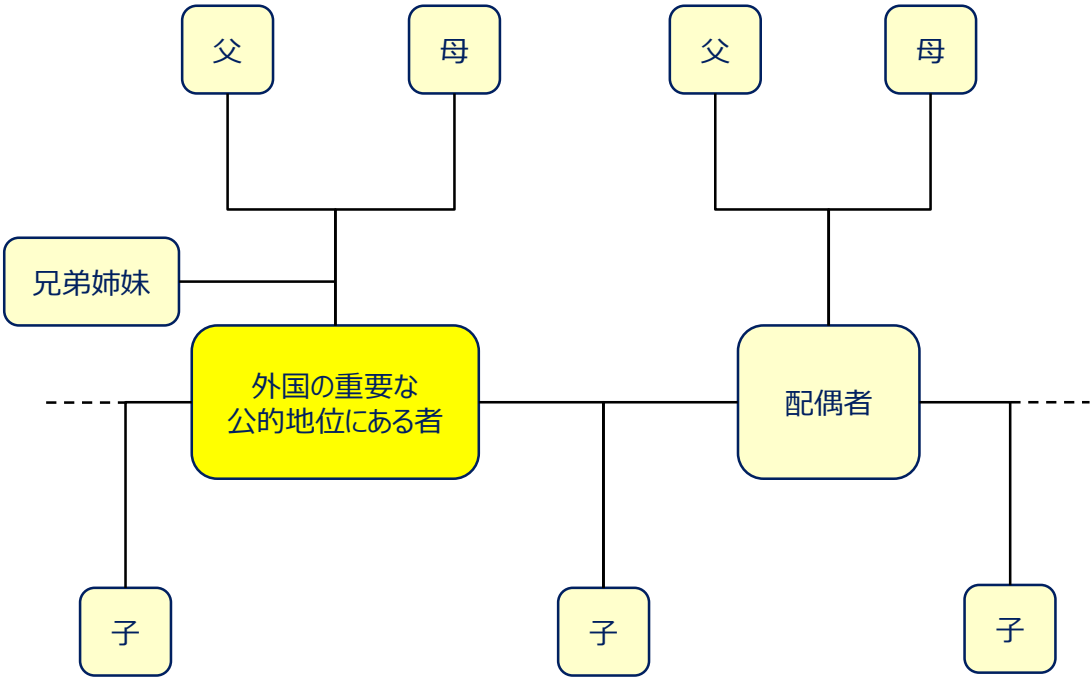 父
母
父
母
兄弟姉妹
外国の重要な
公的地位にある者
配偶者
子
子
子